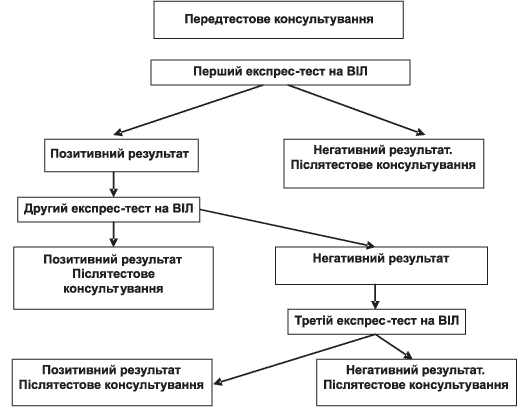 Передтестове консультування
Перший експрес-тест на ВІЛ
Позитивний результат
Негативний результат.
Післятестове консультування
Другий експрес-тест на ВІЛ
Позитивний результат
Післятестове
консультування
Негативний результат
Третій експрес-тест на ВІЛ
Позитивний результат
Післятестове консультування
Негативний результат.
Післятестове консультування